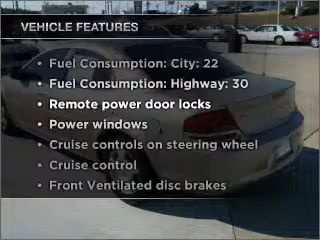 VEHICLE FEATURES
• Fuel Consumption: City: 22
• Fuel Consumption: Highway: 30
• Remote power door locks
• Power windows
• Cruise controls on steering wheel
• Cruise control
• Front Ventilated disc brakes